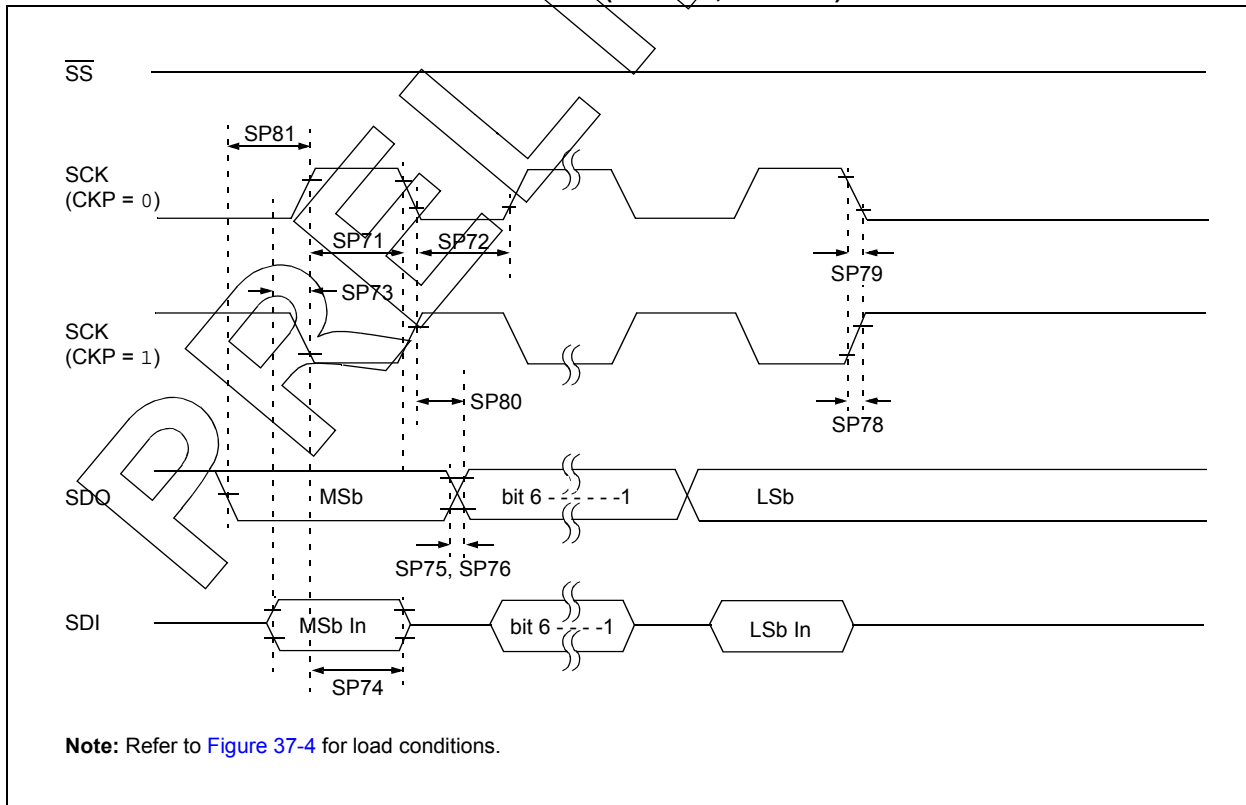 SS
SP81
SCK
(CKP = 0)
SP71
SP72
SP79
SP73
SCK
(CKP = 1)
SP80
SP78
SDO
MSb
bit 6 - - - - - -1
LSb
SP75, SP76
SDI
MSb In
bit 6 - - - - -1
LSb In
SP74
Note: Refer to Figure 37-4 for load conditions.